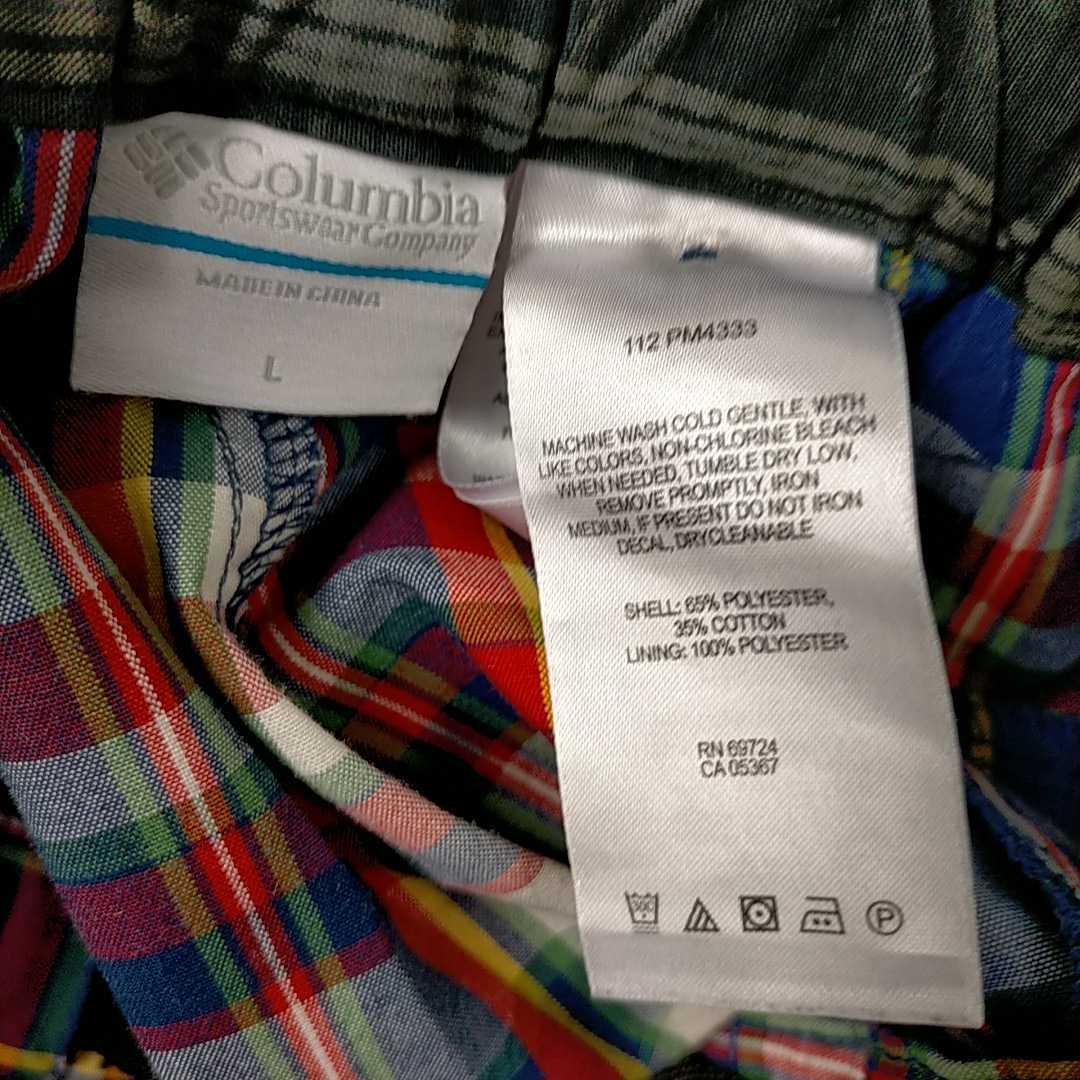 Columbia
Sportswear Company
MADE IN CHINA
L
112 PM4333
MACHINE WASH COLD GENTLE, WITH
LIKE COLORS, NON-CHLORINE BLEACH
WHEN NEEDED, TUMBLE DRY LOW,
REMOVE PROMPTLY, IRON
MEDIUM, IF PRESENT DO NOT IRON
DECAL, DRYCLEANABLE
SHELL: 65% POLYESTER,
35% COTTON
LINING: 100% POLYESTER
RN 69724
CA 05367
P